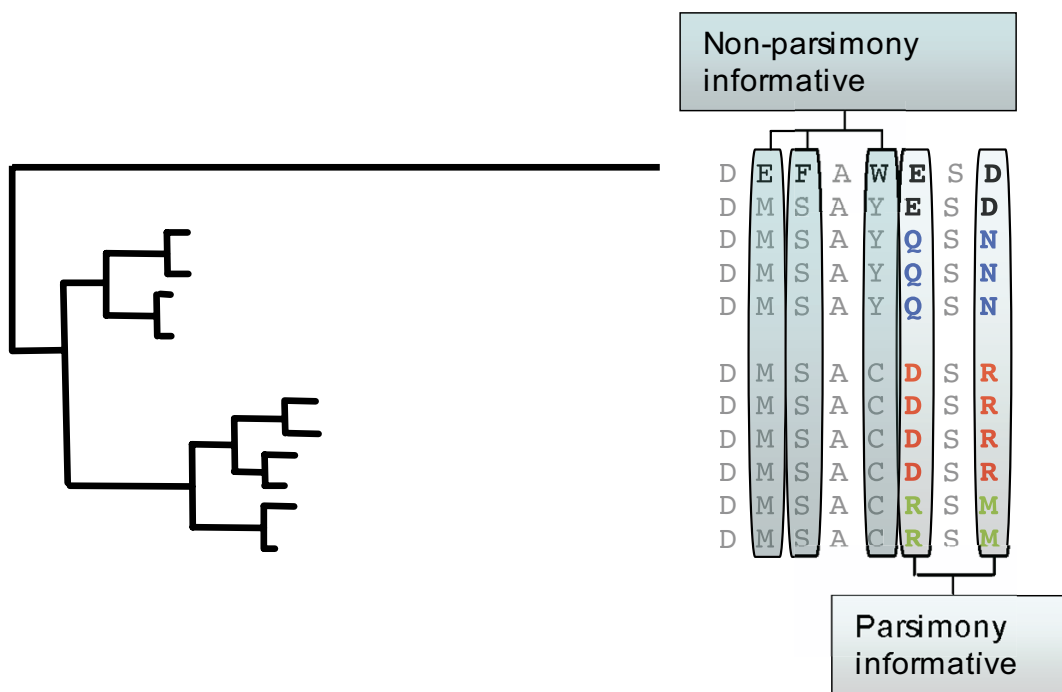 Non-parsimony
informative
D E F A W E S D
D M S A Y E S D
D M S A Y Q S N
D M S A Y Q S N
D M S A Y Q S N
D M S A C D S R
D M S A C D S R
D M S A C D S R
D M S A C D S R
D M S A C R S M
D M S A C R S M
Parsimony
informative